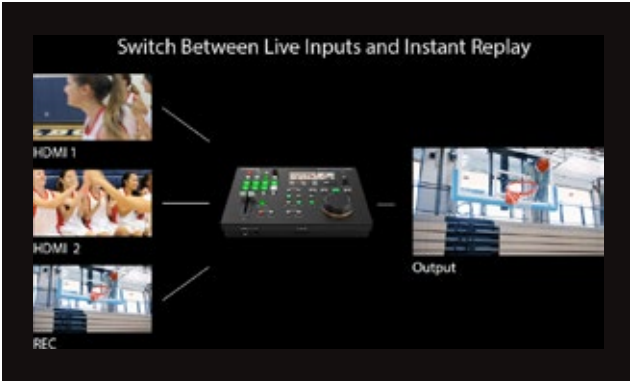 Switch Between Live Inputs and Instant Replay
HDMI 1
HDMI 2
Output
REC